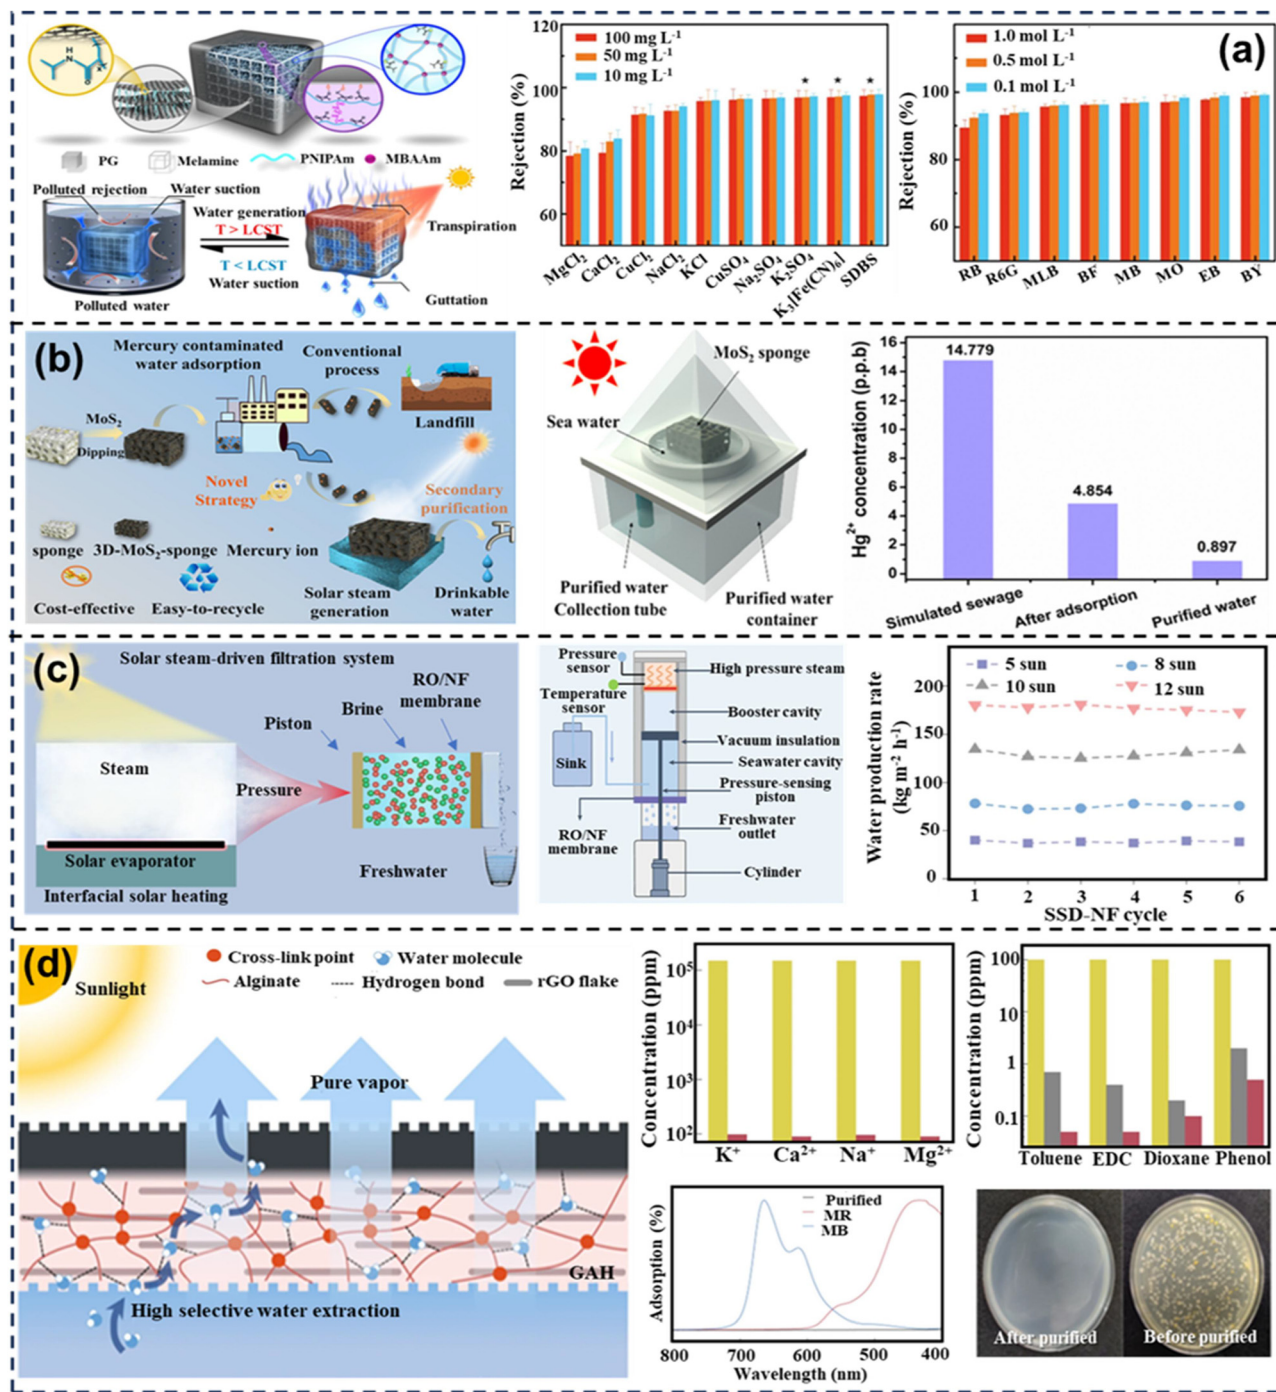 (a)
PG
Melamine
PNIPAm
MBAAm
Polluted rejection
Water suction
Water generation
T > LCST
T < LCST
Water suction
Polluted water
Transpiration
Guttation
Rejection (%)
120
100
80
60
100 mg L⁻¹
50 mg L⁻¹
10 mg L⁻¹
MgCl₂
CaCl₂
CuCl₂
NaCl₂
KCl
CuSO₄
Na₂SO₄
K₂SO₄
K₃[Fe(CN)₆]
SDBS
Rejection (%)
120
100
80
60
1.0 mol L⁻¹
0.5 mol L⁻¹
0.1 mol L⁻¹
RB
R6G
MLB
BF
MB
MO
EB
BY
(b)
Mercury contaminated
water adsorption
Conventional
process
MoS₂
Dipping
Landfill
Novel
Strategy
Secondary
purification
sponge
3D-MoS₂-sponge
Mercury ion
Cost-effective
Easy-to-recycle
Solar steam
generation
Drinkable
water
MoS₂ sponge
Sea water
Purified water
Collection tube
Purified water
container
Hg²⁺ concentration (p.p.b)
16
14
12
10
8
6
4
2
0
14.779
4.854
0.897
Simulated sewage
After adsorption
Purified water
(c)
Solar steam-driven filtration system
RO/NF
membrane
Brine
Piston
Steam
Pressure
Solar evaporator
Interfacial solar heating
Freshwater
Pressure
sensor
Temperature
sensor
Sink
RO/NF
membrane
High pressure steam
Booster cavity
Vacuum insulation
Seawater cavity
Pressure-sensing
piston
Freshwater
outlet
Cylinder
Water production rate
(kg m⁻² h⁻¹)
200
150
100
50
0
5 sun
8 sun
10 sun
12 sun
1 2 3 4 5 6
SSD-NF cycle
(d)
Sunlight
Cross-link point
Water molecule
Alginate
Hydrogen bond
rGO flake
Pure vapor
GAH
High selective water extraction
Concentration (ppm)
10⁵
10⁴
10³
10²
K⁺
Ca²⁺
Na⁺
Mg²⁺
Concentration (ppm)
100
10
1
0.1
Toluene
EDC
Dioxane
Phenol
Adsorption (%)
Purified
MR
MB
800 700 600 500 400
Wavelength (nm)
After purified
Before purified